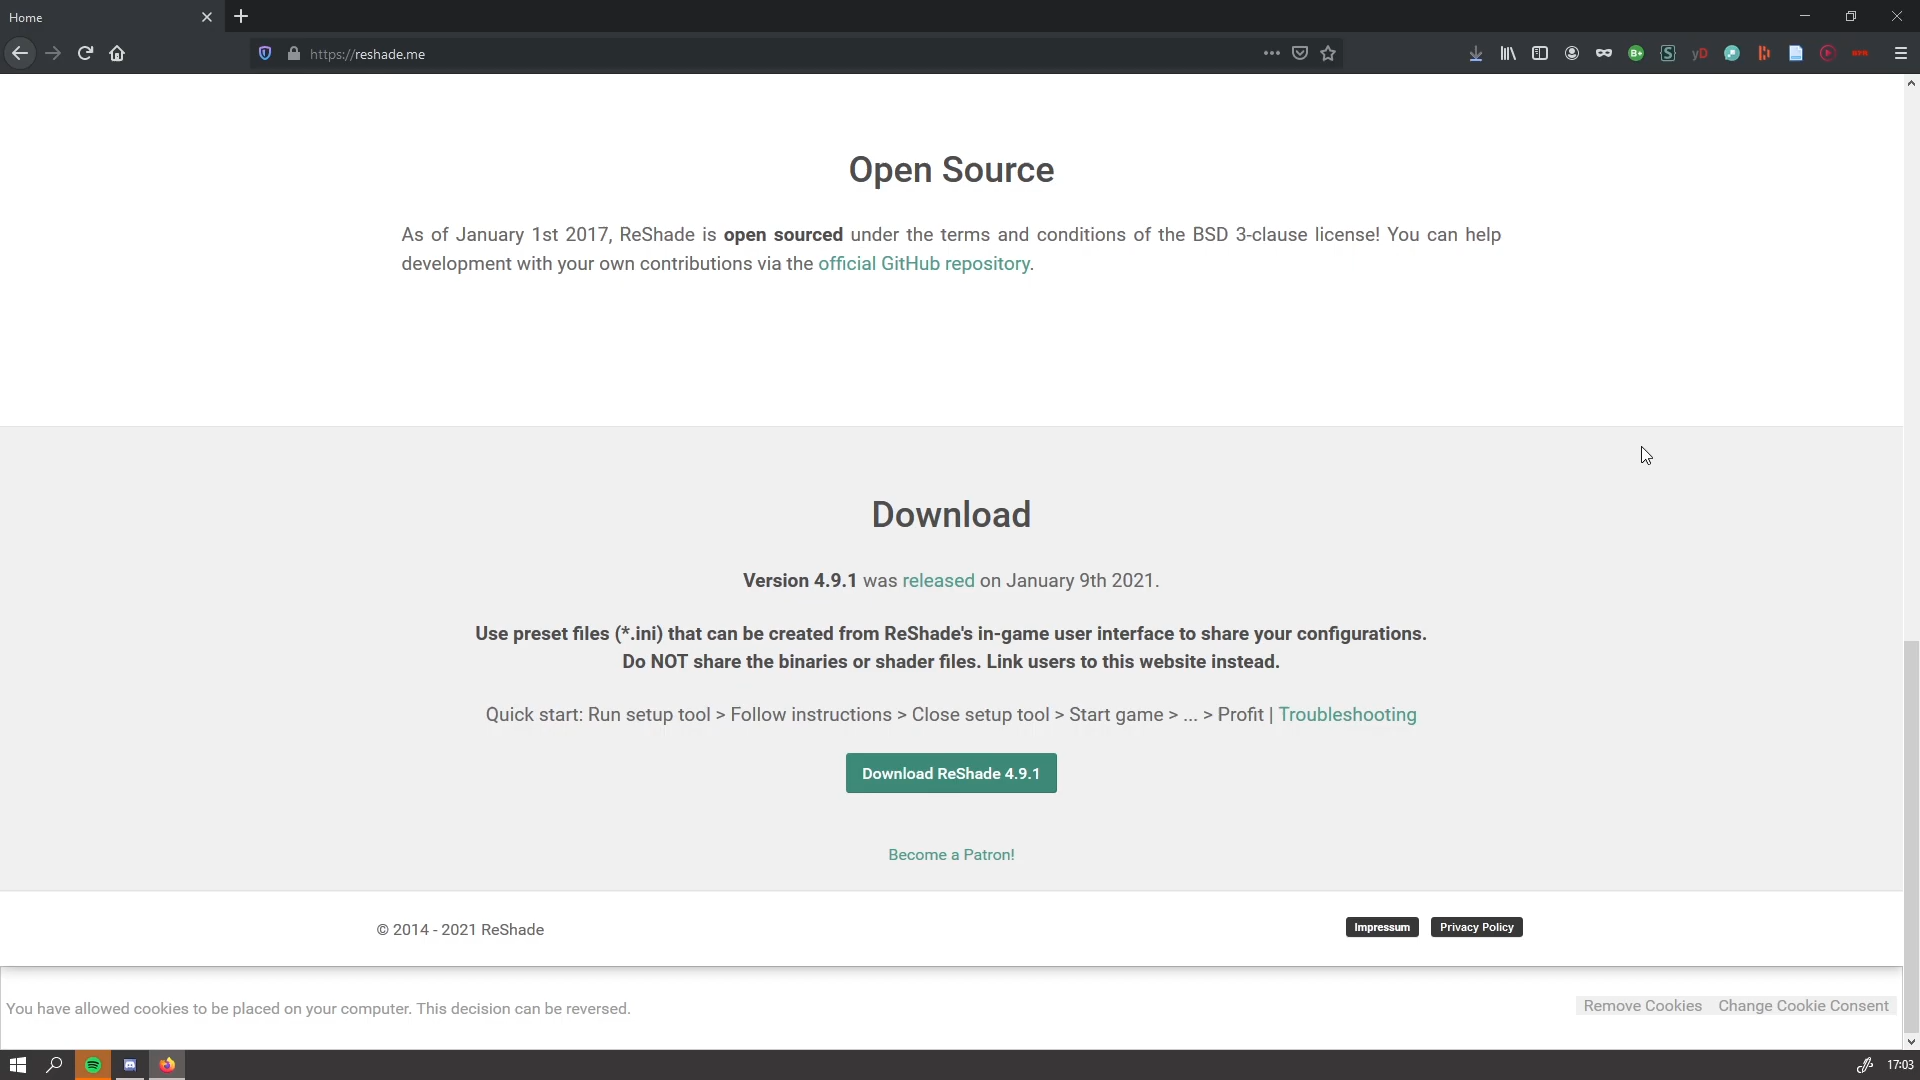 Home
https://reshade.me
Open Source
As of January 1st 2017, ReShade is open sourced under the terms and conditions of the BSD 3-clause license! You can help
development with your own contributions via the official GitHub repository.
Download
Version 4.9.1 was released on January 9th 2021.
Use preset files (*.ini) that can be created from ReShade's in-game user interface to share your configurations.
Do NOT share the binaries or shader files. Link users to this website instead.
Quick start: Run setup tool > Follow instructions > Close setup tool > Start game > ... > Profit | Troubleshooting
Download ReShade 4.9.1
Become a Patron!
© 2014 - 2021 ReShade
Impressum Privacy Policy
You have allowed cookies to be placed on your computer. This decision can be reversed.
Remove Cookies Change Cookie Consent
17:03